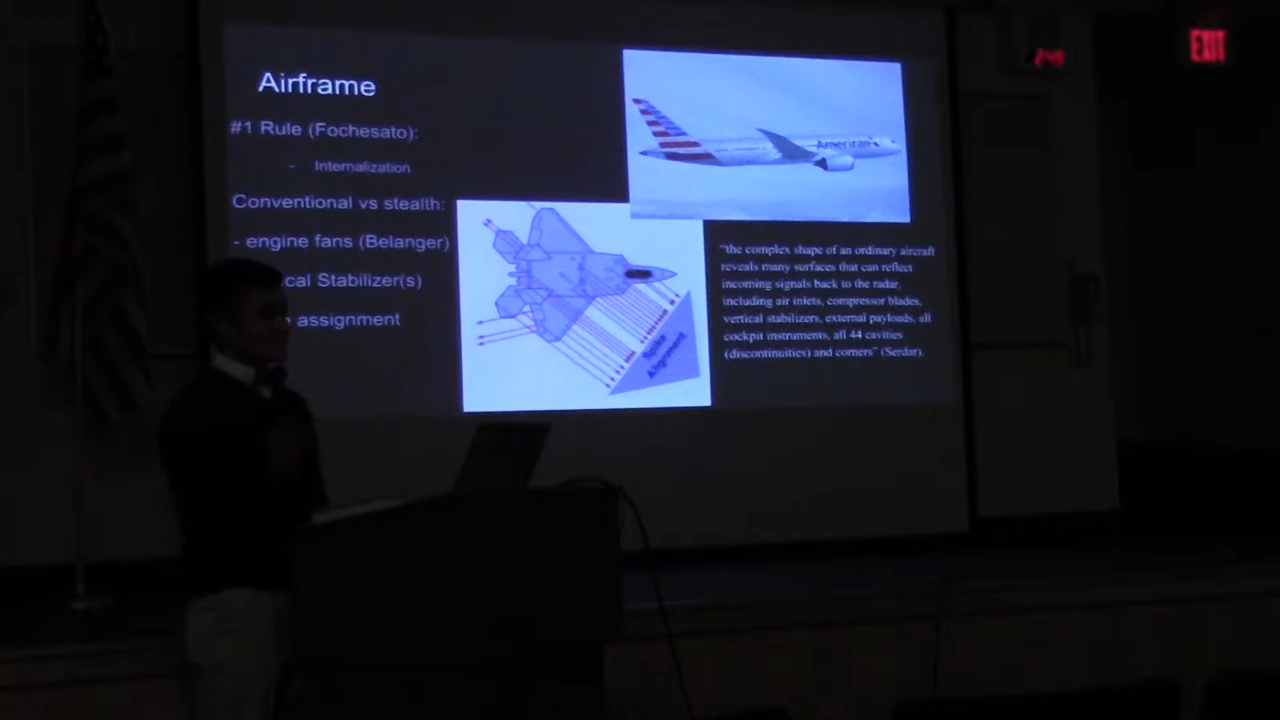 Airframe
#1 Rule (Fochesato):
- Internalization
Conventional vs stealth:
- engine fans (Belanger)
cal Stabilizer(s)
assignment
American
Spike
Alignment
"the complex shape of an ordinary aircraft
reveals many surfaces that can reflect
incoming signals back to the radar,
including air inlets, compressor blades,
vertical stabilizers, external payloads, all
cockpit instruments, all 44 cavities
(discontinuities) and corners" (Serdar).
EXIT